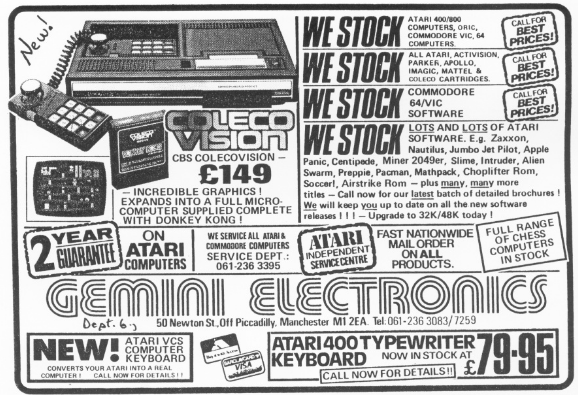 New!
COLECO
VISION
CBS COLECOVISION –
£149
– INCREDIBLE GRAPHICS !
EXPANDS INTO A FULL MICRO-
COMPUTER SUPPLIED COMPLETE
WITH DONKEY KONG !
WE STOCK
ATARI 400/800
COMPUTERS, ORIC,
COMMODORE VIC, 64
COMPUTERS.
CALL FOR
BEST
PRICES!
WE STOCK
ALL ATARI, ACTIVISION,
PARKER, APOLLO,
IMAGIC, MATTEL &
COLECO CARTRIDGES.
CALL FOR
BEST
PRICES!
WE STOCK
COMMODORE
64/VIC
SOFTWARE
CALL FOR
BEST
PRICES!
WE STOCK
LOTS AND LOTS OF ATARI
SOFTWARE. E.g. Zaxxon,
Nautilus, Jumbo Jet Pilot, Apple
Panic, Centipede, Miner 2049er, Slime, Intruder, Alien
Swarm, Preppie, Pacman, Mathpack, Choplifter Rom,
Soccer!, Airstrike Rom – plus many, many more
titles – Call now for our latest batch of detailed brochures !
We will keep you up to date on all the new software
releases ! ! ! – Upgrade to 32K/48K today !
2 YEAR
GUARANTEE
ON
ATARI
COMPUTERS
WE SERVICE ALL ATARI &
COMMODORE COMPUTERS
SERVICE DEPT.:
061-236 3395
ATARI
INDEPENDENT
SERVICE CENTRE
FAST NATIONWIDE
MAIL ORDER
ON ALL
PRODUCTS.
FULL RANGE
OF CHESS
COMPUTERS
IN STOCK
GEMINI ELECTRONICS
Dept. 6.,
50 Newton St., Off Piccadilly, Manchester M1 2EA. Tel: 061-236 3083/7259
NEW!
ATARI VCS
COMPUTER
KEYBOARD
CONVERTS YOUR ATARI INTO A REAL
COMPUTER ! CALL NOW FOR DETAILS ! !
VISA
ATARI 400 TYPEWRITER
KEYBOARD NOW IN STOCK AT
£79·95
CALL NOW FOR DETAILS !!